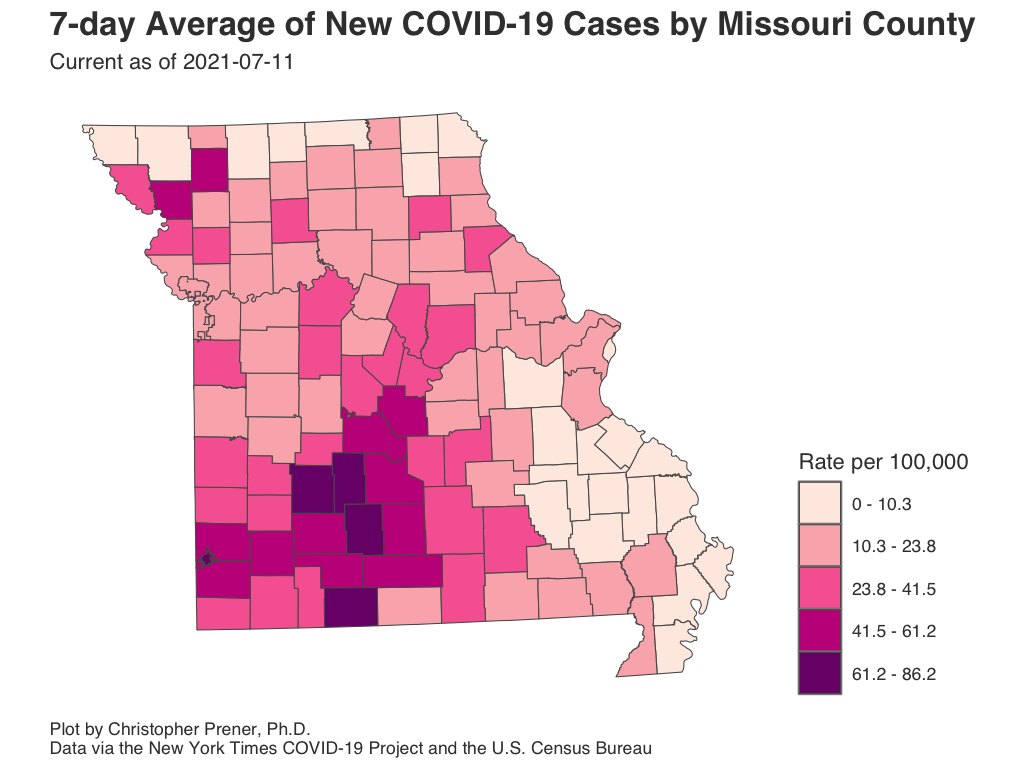 7-day Average of New COVID-19 Cases by Missouri County
Current as of 2021-07-11
Rate per 100,000
0 - 10.3
10.3 - 23.8
23.8 - 41.5
41.5 - 61.2
61.2 - 86.2
Plot by Christopher Prener, Ph.D.
Data via the New York Times COVID-19 Project and the U.S. Census Bureau